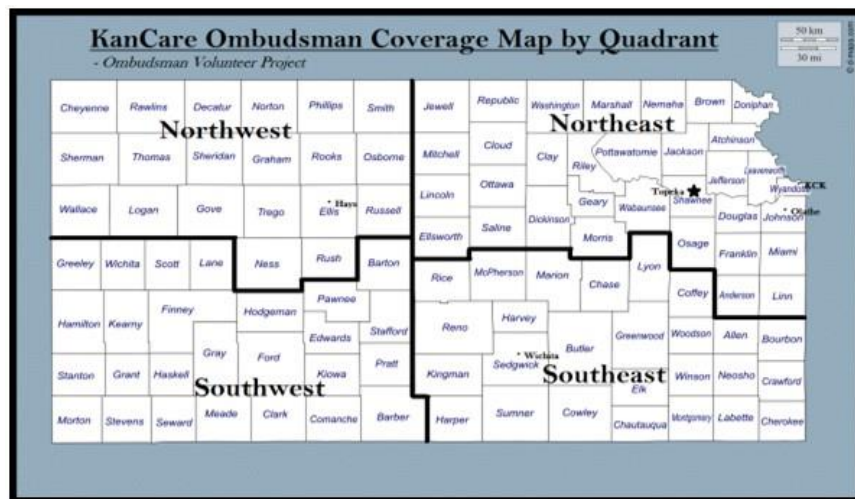 KanCare Ombudsman Coverage Map by Quadrant
- Ombudsman Volunteer Project
50 km
30 mi
© d-maps.com
Cheyenne Rawlins Decatur Norton Phillips Smith Jewell Republic Washington Marshall Nemaha Brown Doniphan
Northwest
Northeast
Atchinson
Sherman Thomas Sheridan Graham Rooks Osborne Mitchell Cloud Clay Riley Pottawatomie Jackson Jefferson Leavenworth
Wyandotte KCK
Topeka
Wallace Logan Gove Trego Ellis Hays Russell Lincoln Ottawa Geary Wabaunsee Shawnee Douglas Johnson
Olathe
Ellsworth Saline Dickinson Morris Osage Franklin Miami
Greeley Wichita Scott Lane Ness Rush Barton Rice McPherson Marion Chase Lyon Coffey Anderson Linn
Hamilton Kearny Finney Hodgeman Pawnee Stafford Reno Harvey
Gray Ford Edwards Butler Greenwood Woodson Allen Bourbon
Wichita
Stanton Grant Haskell Kiowa Pratt Kingman Sedgwick Elk Winson Neosho Crawford
Southwest
Southeast
Morton Stevens Seward Meade Clark Comanche Barber Harper Sumner Cowley Chautauqua Montgomery Labette Cherokee